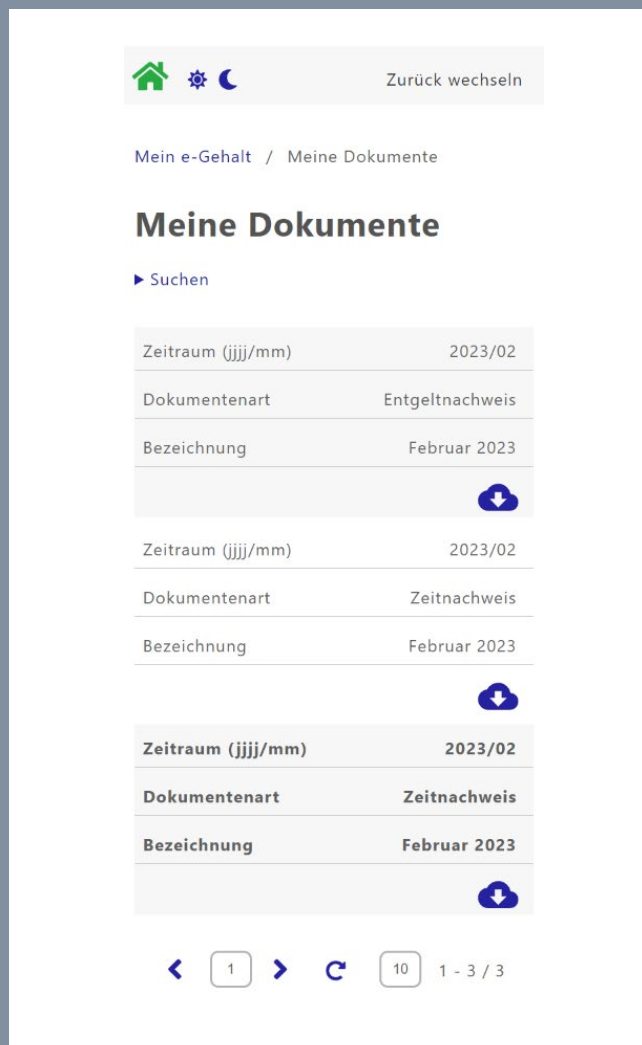 Zurück wechseln
Mein e-Gehalt / Meine Dokumente
Meine Dokumente
Suchen
Zeitraum (jjjj/mm) 2023/02
Dokumentenart Entgeltnachweis
Bezeichnung Februar 2023
Zeitraum (jjjj/mm) 2023/02
Dokumentenart Zeitnachweis
Bezeichnung Februar 2023
Zeitraum (jjjj/mm) 2023/02
Dokumentenart Zeitnachweis
Bezeichnung Februar 2023
1 10 1 - 3 / 3